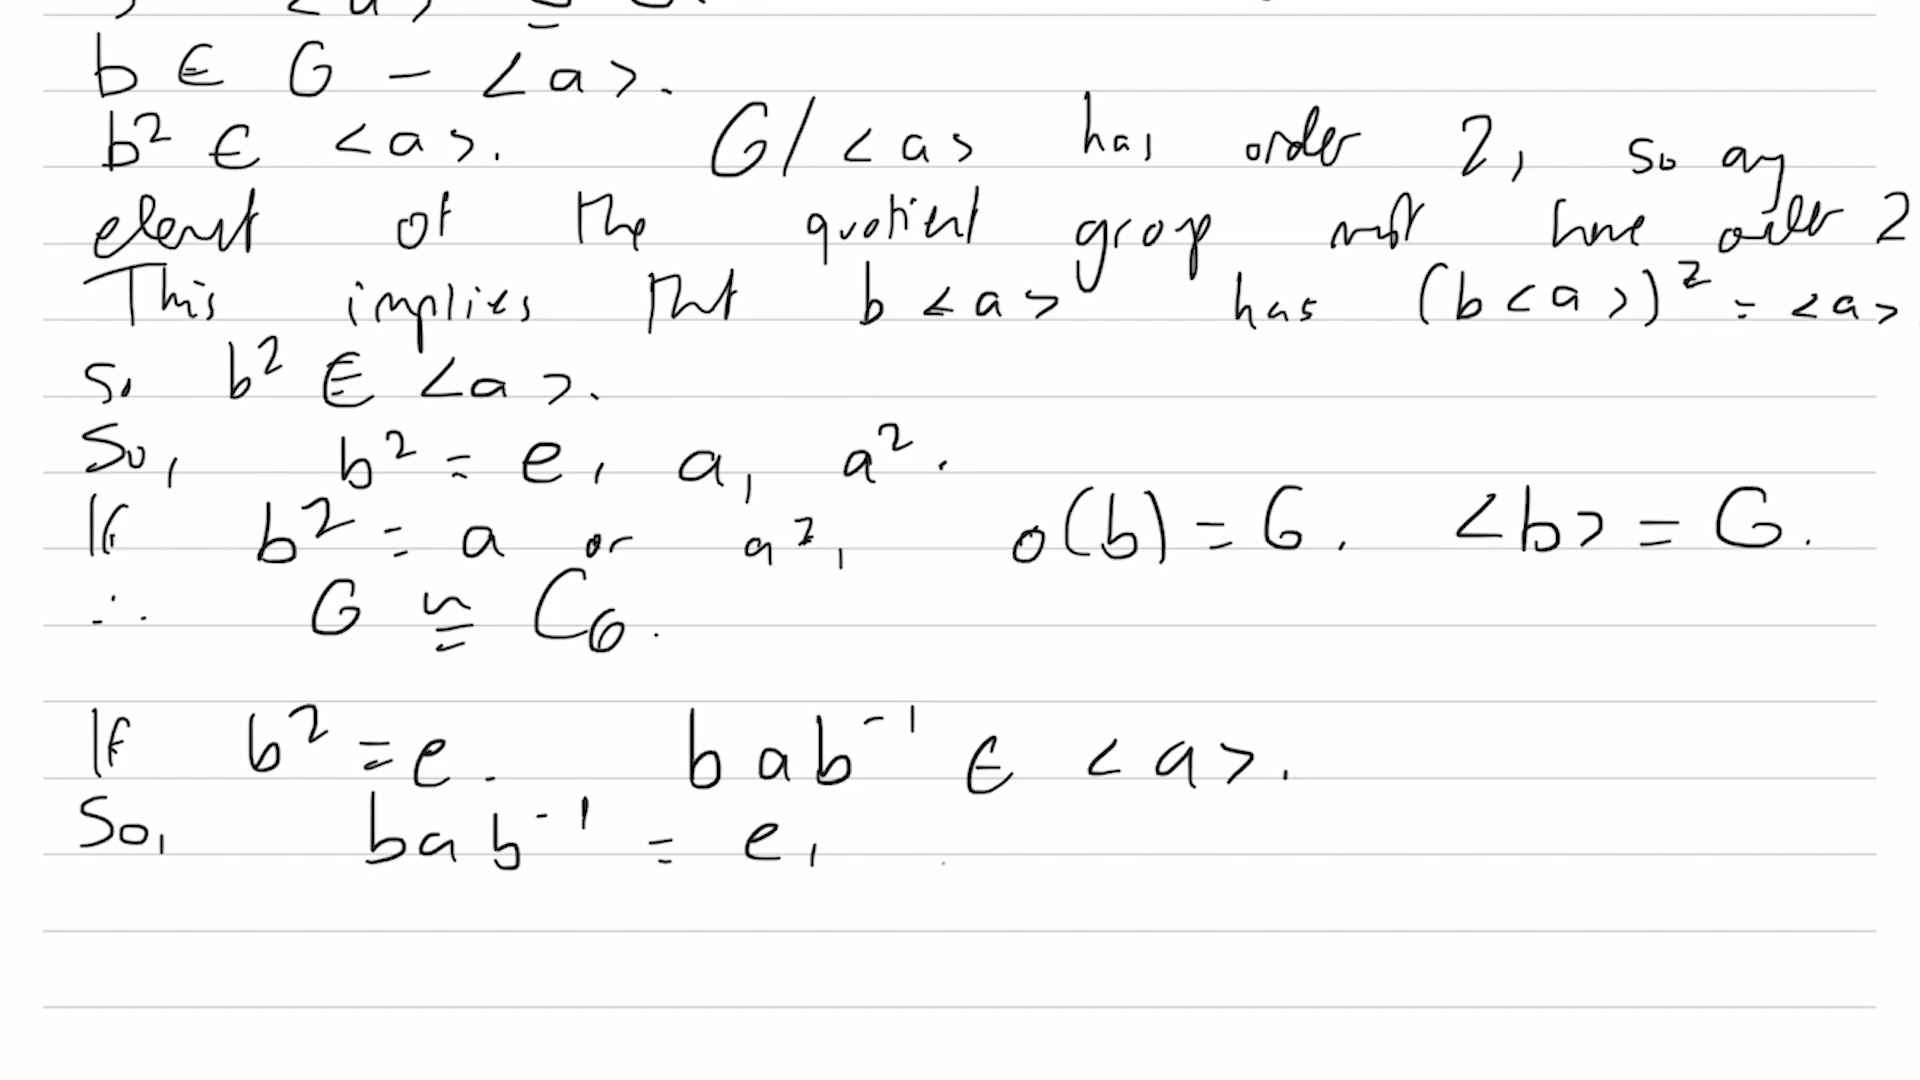 b ∈ G - <a>.
b² ∈ <a>. G/<a> has order 2, so any
element of the quotient group must have order 2
This implies that b<a> has (b<a>)² = <a>
So b² ∈ <a>.
So, b² = e, a, a².
If b² = a or a², o(b) = 6. <b> = G.
∴ G ≅ C₆.
If b² = e. bab⁻¹ ∈ <a>.
So, bab⁻¹ = e,